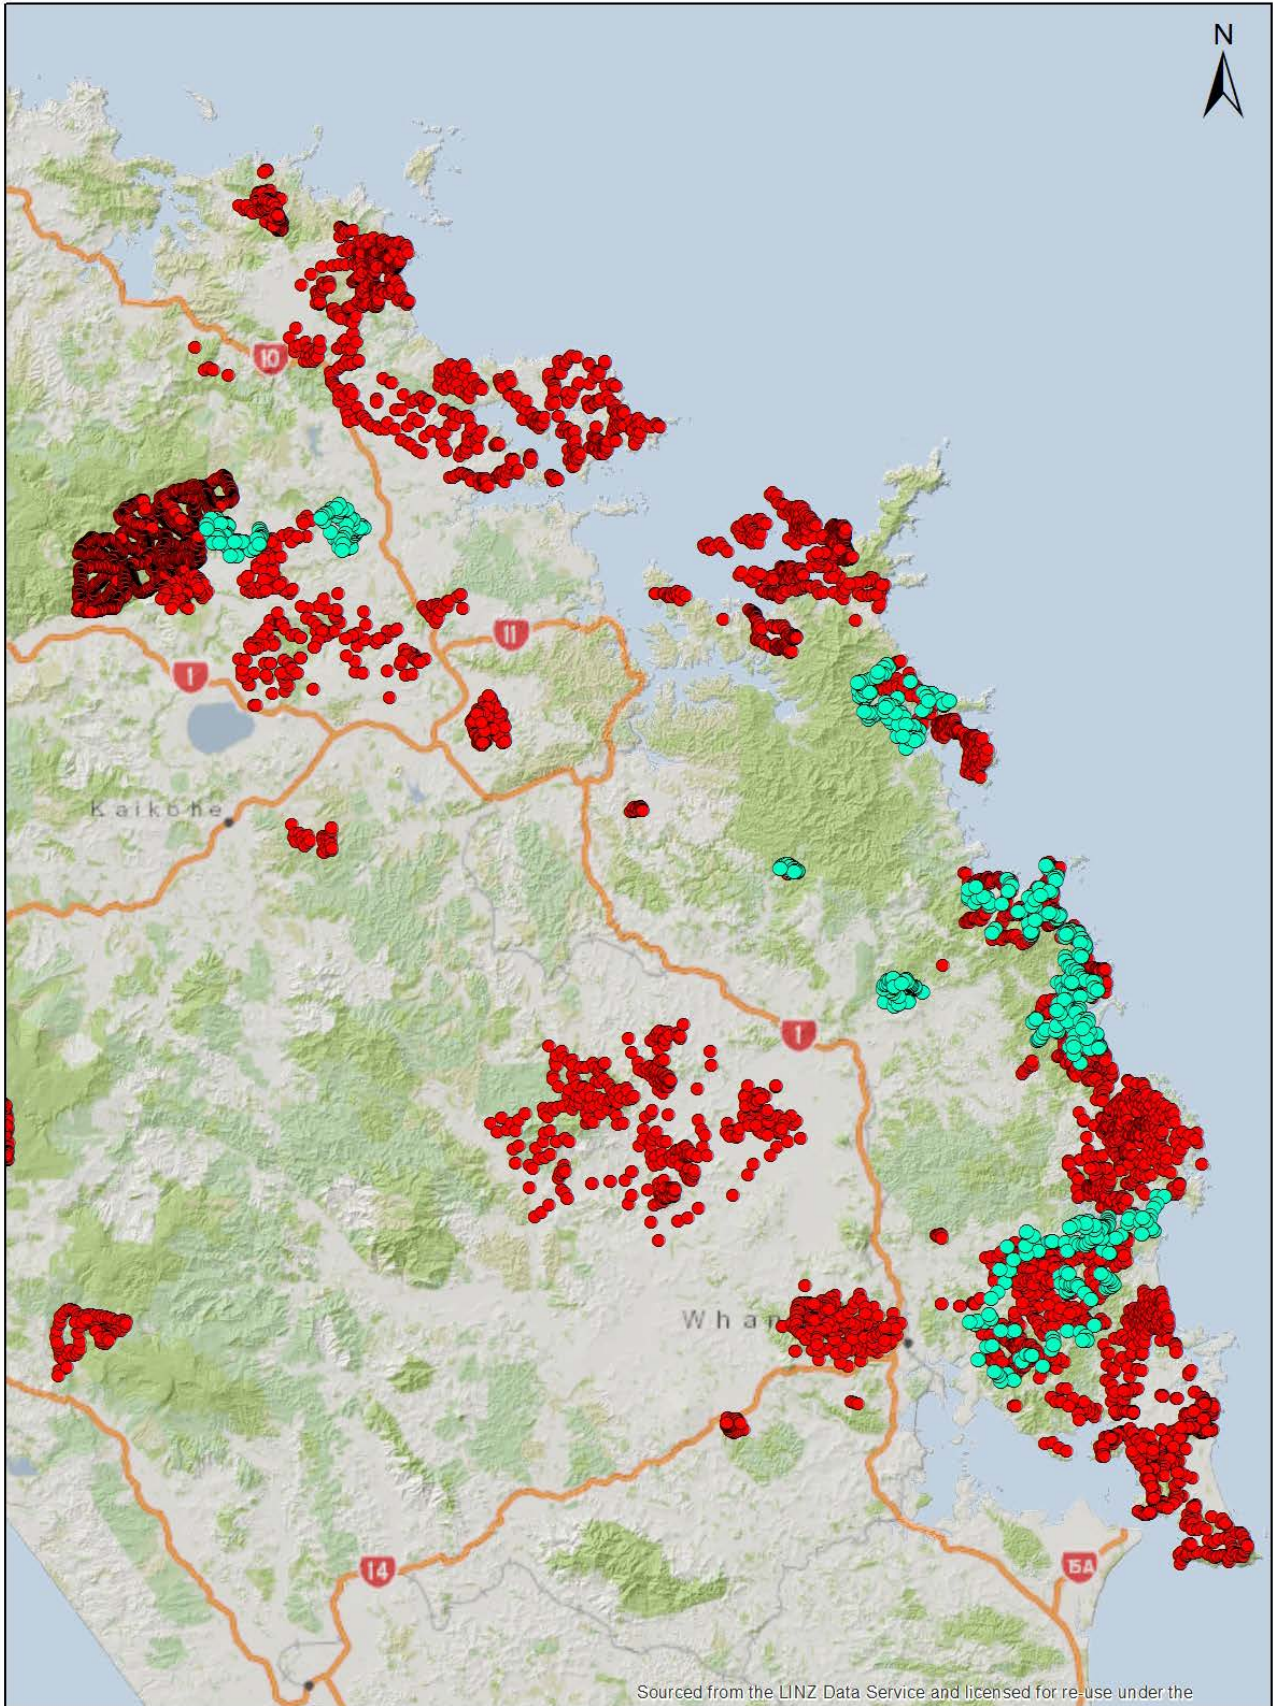 N
10
11
1
Kaikohe
1
Whan
14
15A
Sourced from the LINZ Data Service and licensed for re-use under the